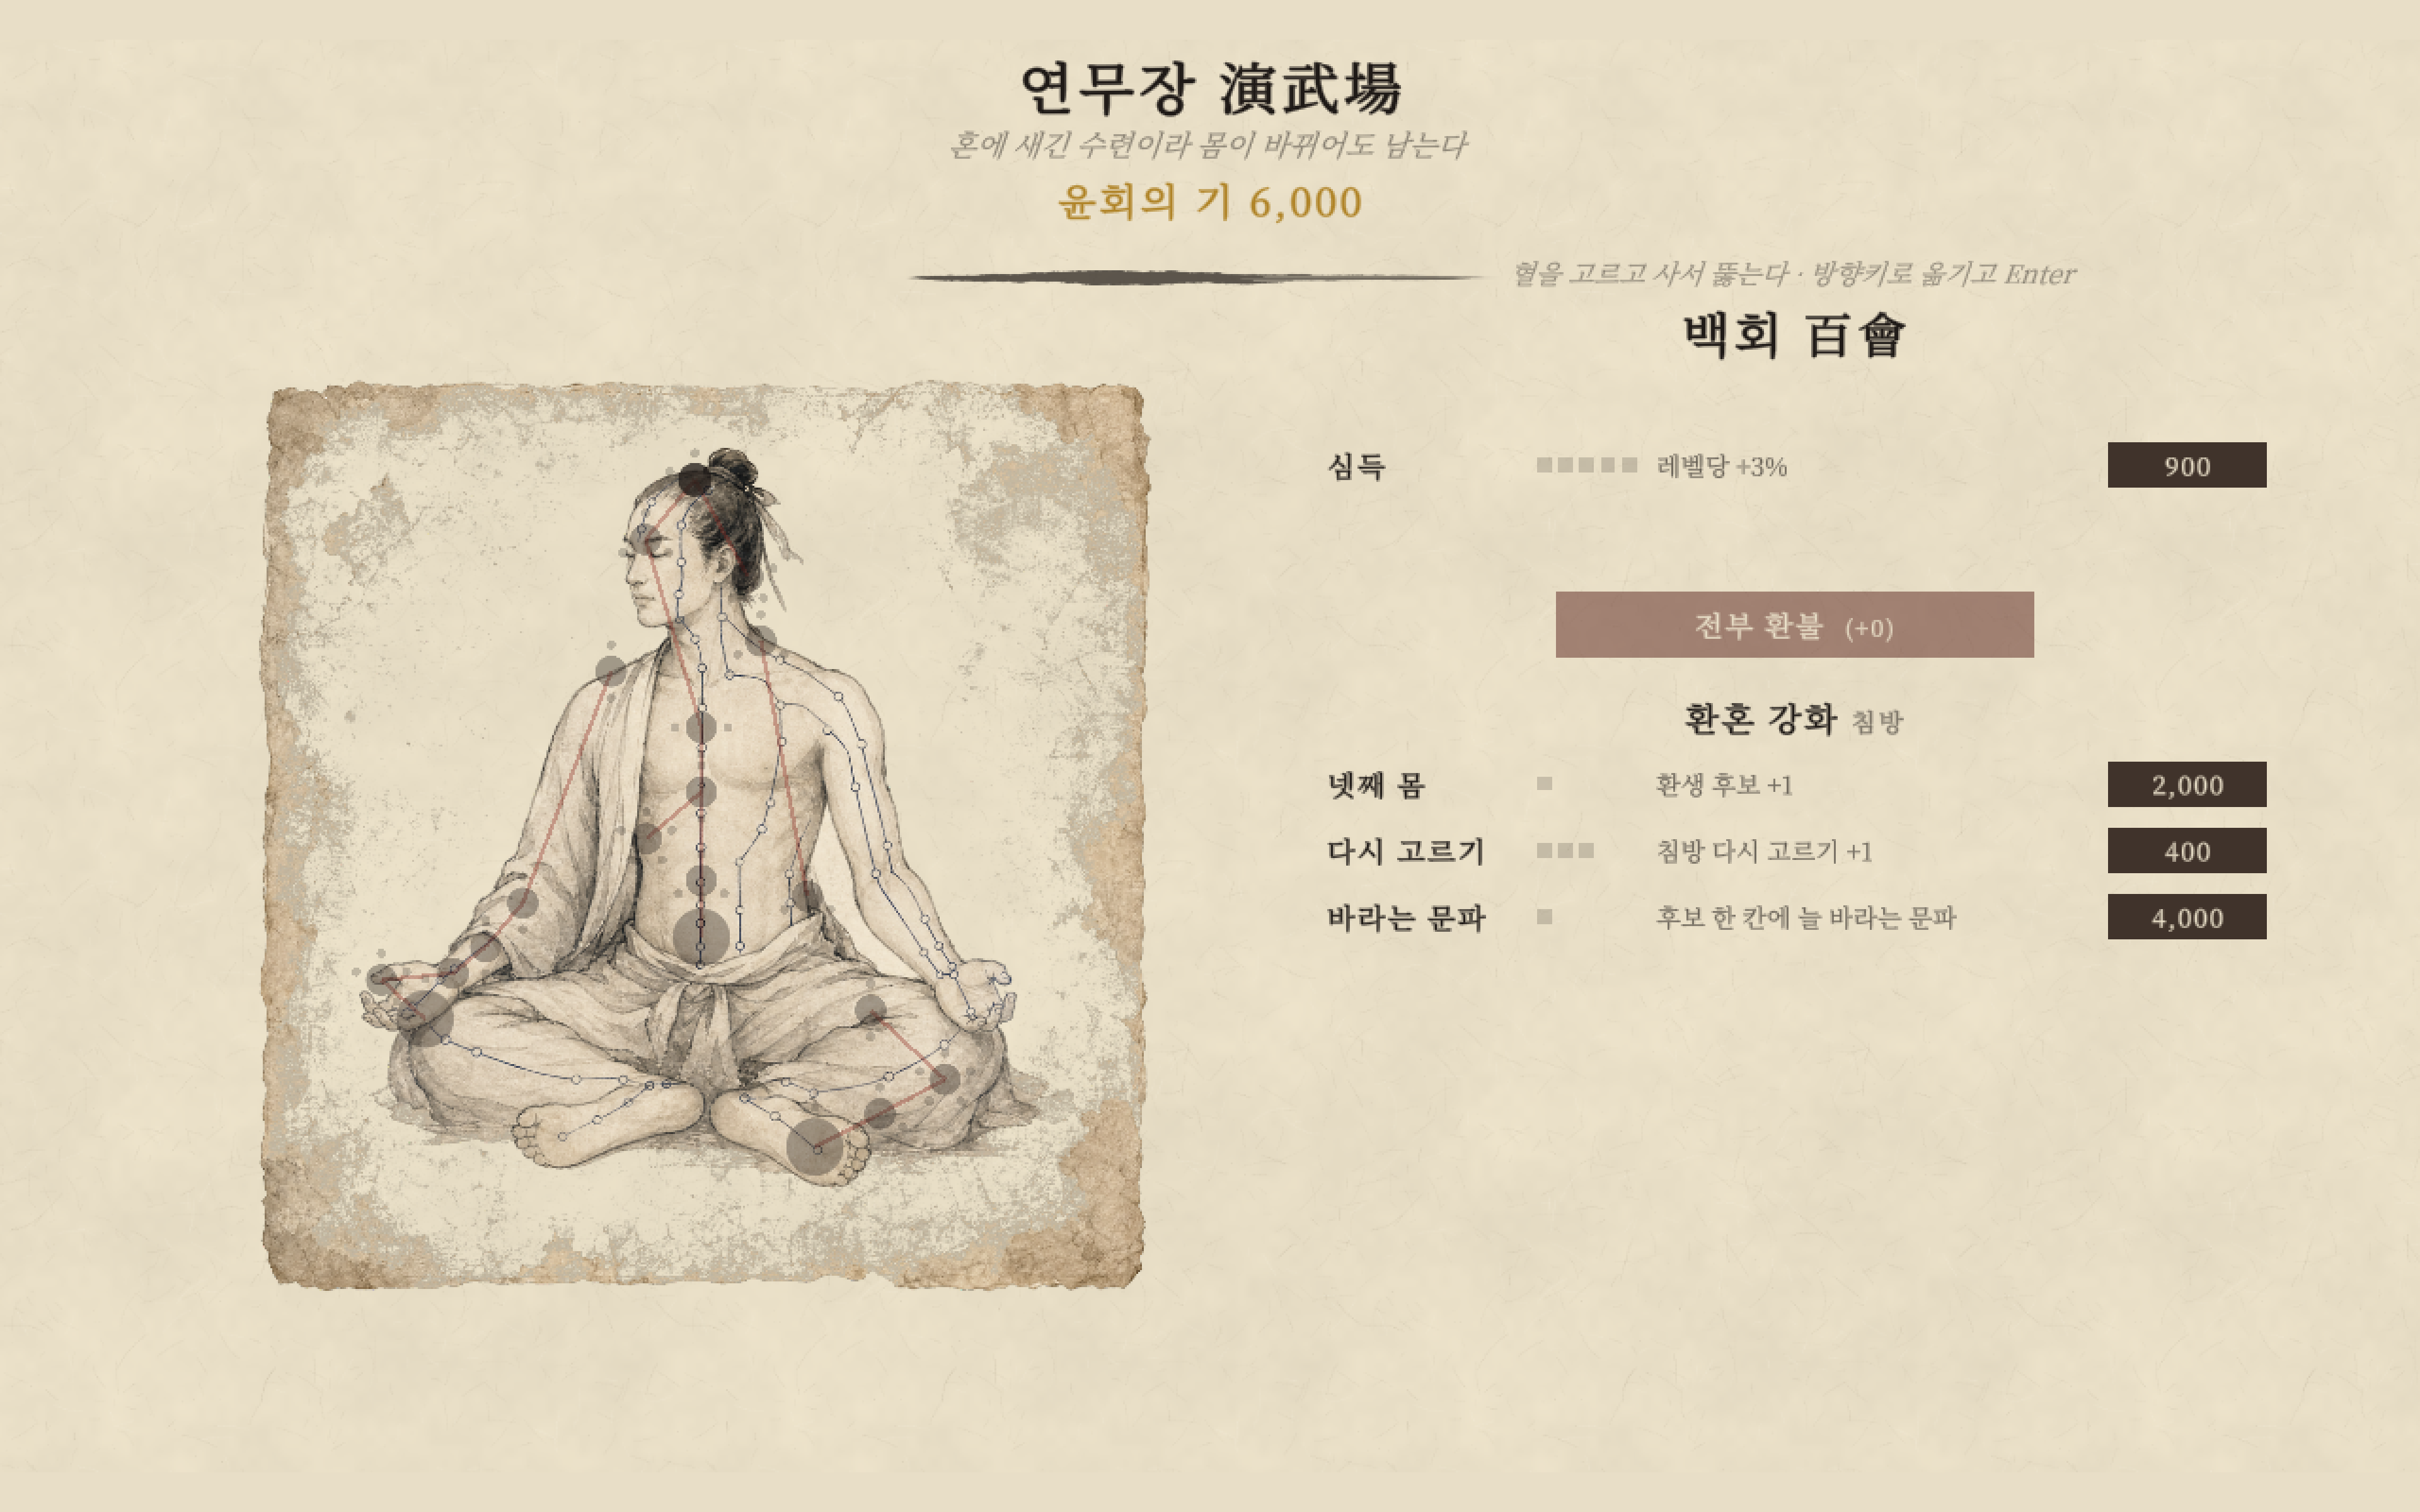 연무장 演武場
혼에 새긴 수련이라 몸이 바뀌어도 남는다
윤회의 기 6,000
혈을 고르고 사서 뚫는다 · 방향키로 옮기고 Enter
백회 百會
심득 레벨당 +3% 900
전부 환불 (+0)
환혼 강화 침방
넷째 몸 환생 후보 +1 2,000
다시 고르기 침방 다시 고르기 +1 400
바라는 문파 후보 한 칸에 늘 바라는 문파 4,000